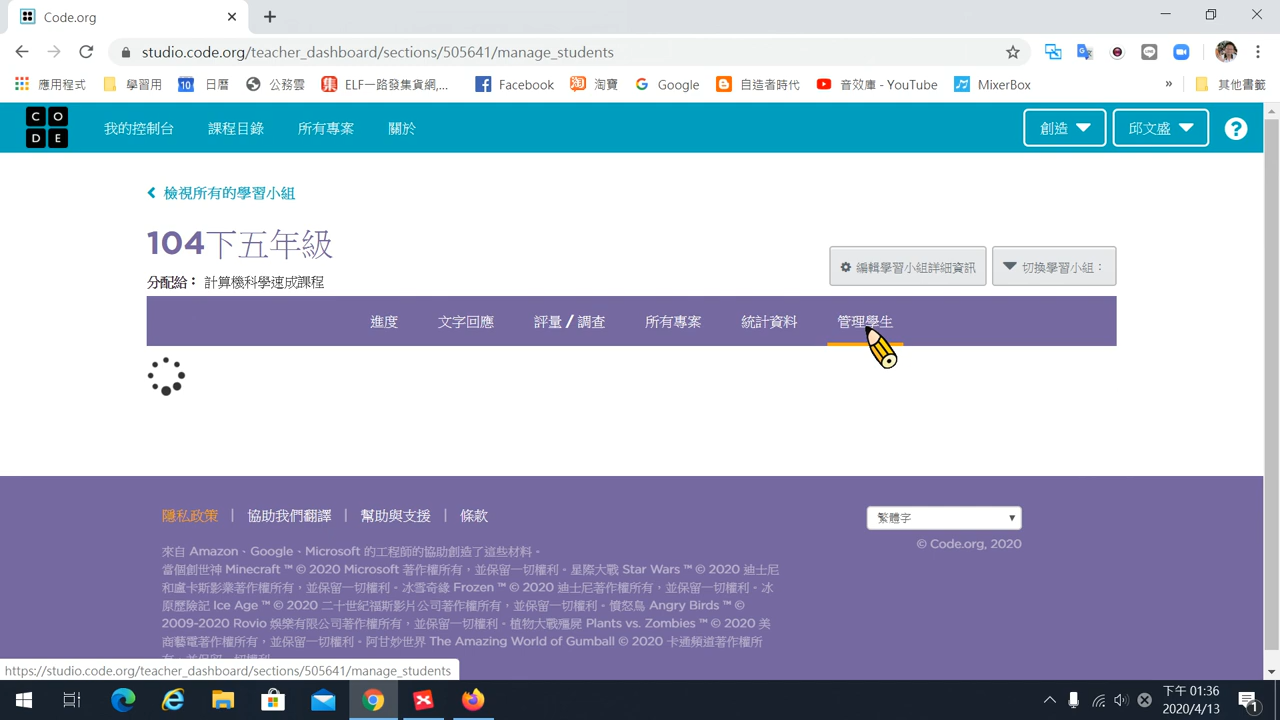 Code.org
studio.code.org/teacher_dashboard/sections/505641/manage_students
應用程式 學習用 日曆 公務雲 ELF一路發集貨網,... Facebook 淘寶 Google 自造者時代 音效庫 - YouTube MixerBox » 其他書籤
CODE 我的控制台 課程目錄 所有專案 關於 創造 邱文盛 ?
檢視所有的學習小組
104下五年級
編輯學習小組詳細資訊 切換學習小組：
分配給： 計算機科學速成課程
進度 文字回應 評量 / 調查 所有專案 統計資料 管理學生
隱私政策 | 協助我們翻譯 | 幫助與支援 | 條款 繁體字
© Code.org, 2020
來自 Amazon、Google、Microsoft 的工程師的協助創造了這些材料。
當個創世神 Minecraft ™ © 2020 Microsoft 著作權所有，並保留一切權利。星際大戰 Star Wars ™ © 2020 迪士尼
和盧卡斯影業著作權所有，並保留一切權利。冰雪奇緣 Frozen ™ © 2020 迪士尼著作權所有，並保留一切權利。冰
原歷險記 Ice Age ™ © 2020 二十世紀福斯影片公司著作權所有，並保留一切權利。憤怒鳥 Angry Birds ™ ©
2009-2020 Rovio 娛樂有限公司著作權所有，並保留一切權利。植物大戰殭屍 Plants vs. Zombies ™ © 2020 美
商藝電著作權所有，並保留一切權利。阿甘妙世界 The Amazing World of Gumball © 2020 卡通頻道著作權所
https://studio.code.org/teacher_dashboard/sections/505641/manage_students
下午 01:36
2020/4/13